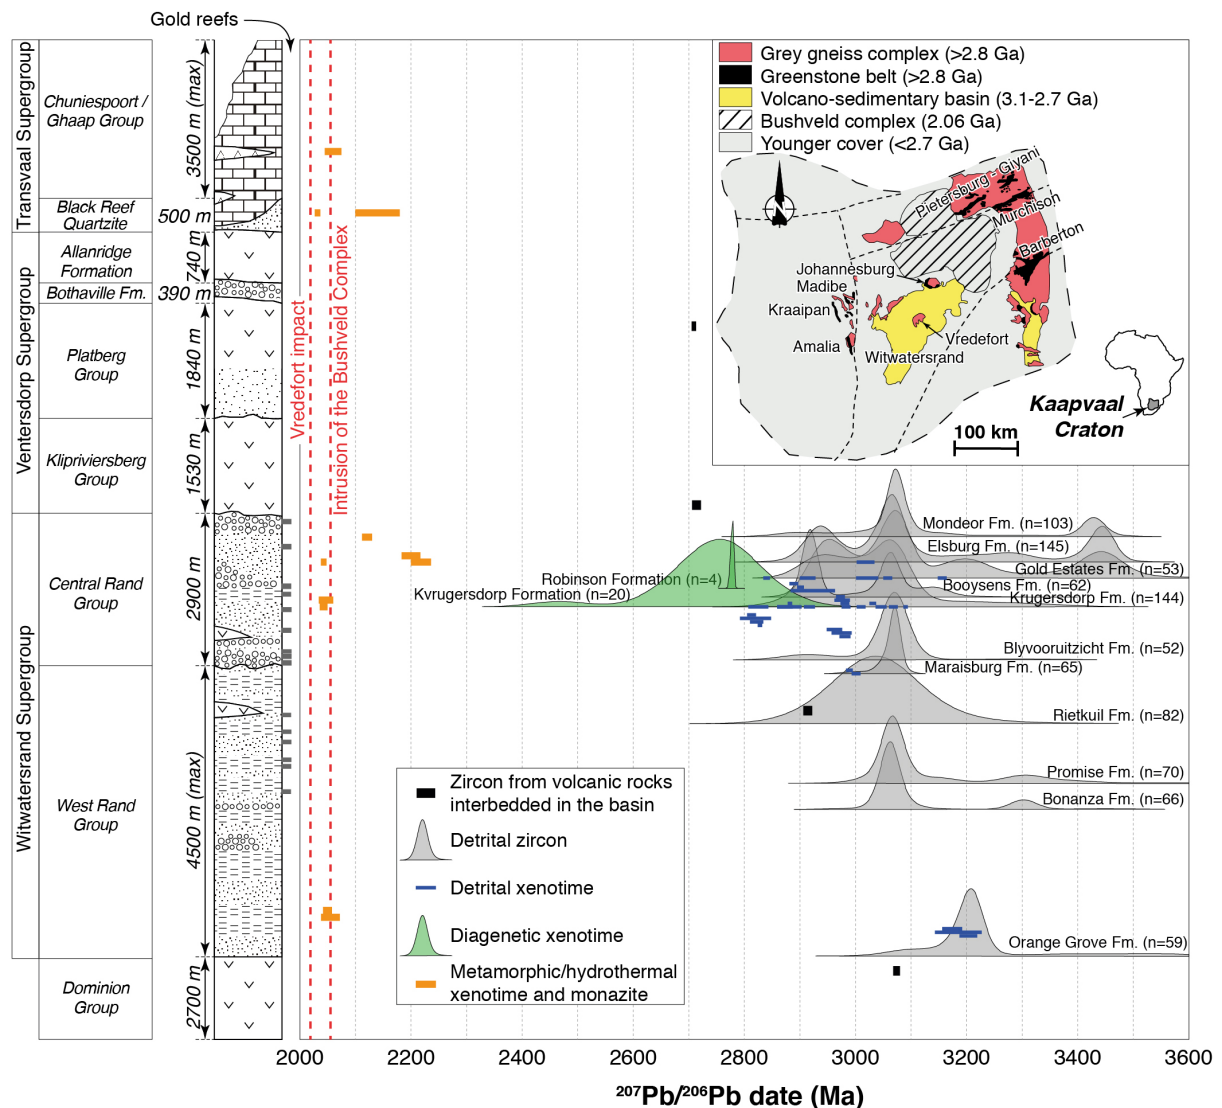 Gold reefs
Transvaal Supergroup
Chuniespoort /
Ghaap Group
3500 m (max)
Black Reef
Quartzite
500 m
Ventersdorp Supergroup
Allanridge
Formation
740 m
Bothaville Fm.
390 m
Platberg
Group
1840 m
Klipriviersberg
Group
1530 m
Witwatersrand Supergroup
Central Rand
Group
2900 m
West Rand
Group
4500 m (max)
Dominion
Group
2700 m
Vredefort impact
Intrusion of the Bushveld Complex
Grey gneiss complex (>2.8 Ga)
Greenstone belt (>2.8 Ga)
Volcano-sedimentary basin (3.1-2.7 Ga)
Bushveld complex (2.06 Ga)
Younger cover (<2.7 Ga)
N
Pietersburg - Giyani
Murchison
Barberton
Johannesburg
Madibe
Kraaipan
Amalia
Vredefort
Witwatersrand
Kaapvaal
Craton
100 km
Mondeor Fm. (n=103)
Elsburg Fm. (n=145)
Gold Estates Fm. (n=53)
Robinson Formation (n=4)
Booysens Fm. (n=62)
Kvrugersdorp Formation (n=20)
Krugersdorp Fm. (n=144)
Blyvooruitzicht Fm. (n=52)
Maraisburg Fm. (n=65)
Rietkuil Fm. (n=82)
Promise Fm. (n=70)
Bonanza Fm. (n=66)
Orange Grove Fm. (n=59)
Zircon from volcanic rocks
interbedded in the basin
Detrital zircon
Detrital xenotime
Diagenetic xenotime
Metamorphic/hydrothermal
xenotime and monazite
2000 2200 2400 2600 2800 3000 3200 3400 3600
²⁰⁷Pb/²⁰⁶Pb date (Ma)